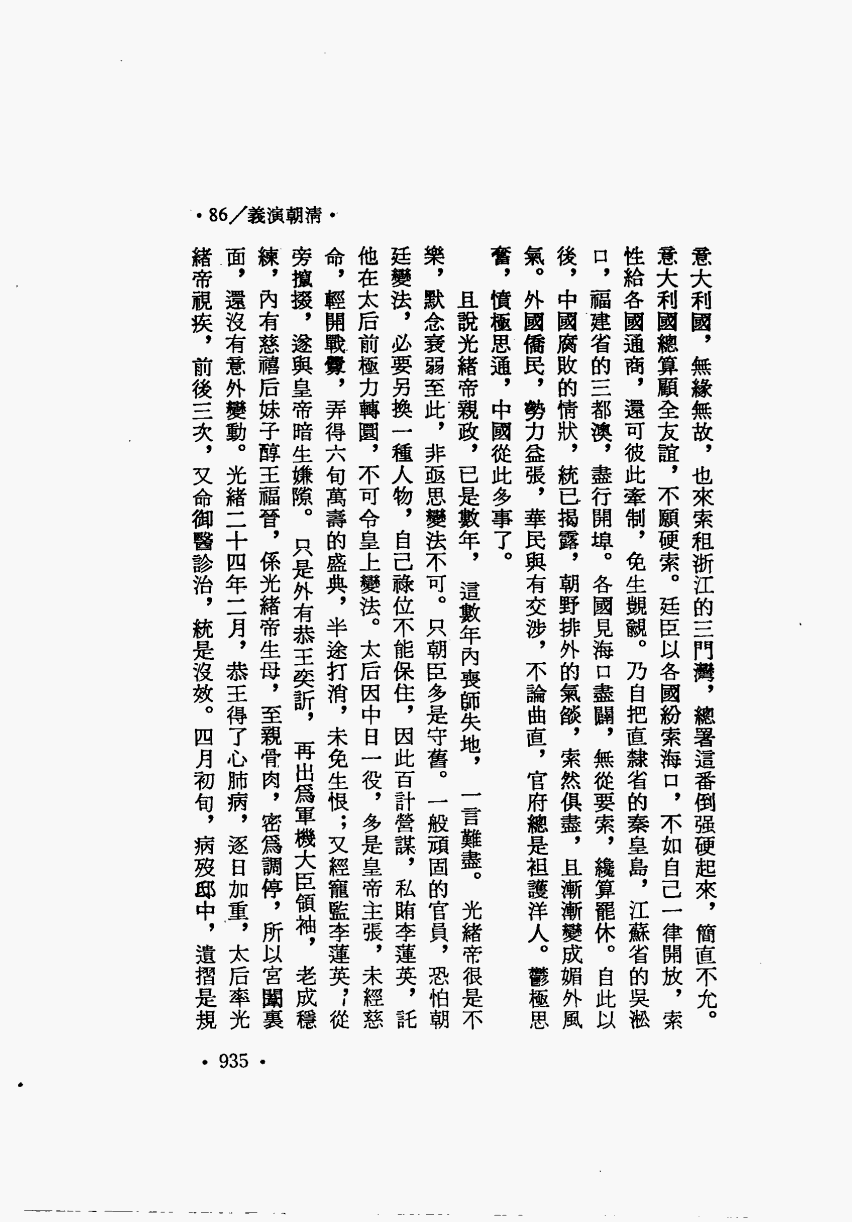 •86/義演朝清•
意大利國，無緣無故，也來索租浙江的三門灣，總署這番倒强硬起來，簡直不允。
意大利國總算顧全友誼，不願硬索。廷臣以各國紛索海口，不如自己一律開放，索
性給各國通商，還可彼此牽制，免生覬覦。乃自把直隸省的秦皇島，江蘇省的吳淞
口，福建省的三都澳，盡行開埠。各國見海口盡闢，無從要索，纔算罷休。自此以
後，中國腐敗的情狀，統已揭露，朝野排外的氣燄，索然俱盡，且漸漸變成媚外風
氣。外國僑民，勢力益張，華民與有交涉，不論曲直，官府總是袒護洋人。鬱極思
奮，憤極思通，中國從此多事了。
且說光緒帝親政，已是數年，這數年內喪師失地，一言難盡。光緒帝很是不
樂，默念衰弱至此，非亟思變法不可。只朝臣多是守舊。一般頑固的官員，恐怕朝
廷變法，必要另換一種人物，自己祿位不能保住，因此百計營謀，私賄李蓮英，託
他在太后前極力轉圜，不可令皇上變法。太后因中日一役，多是皇帝主張，未經慈
命，輕開戰釁，弄得六旬萬壽的盛典，半途打消，未免生恨；又經寵監李蓮英，從
旁攛掇，遂與皇帝暗生嫌隙。只是外有恭王奕訢，再出爲軍機大臣領袖，老成穩
練，內有慈禧后妹子醇王福晉，係光緒帝生母，至親骨肉，密爲調停，所以宮闈裏
面，還沒有意外變動。光緒二十四年二月，恭王得了心肺病，逐日加重，太后率光
緒帝視疾，前後三次，又命御醫診治，統是沒效。四月初旬，病歿邸中，遺摺是規
•935•